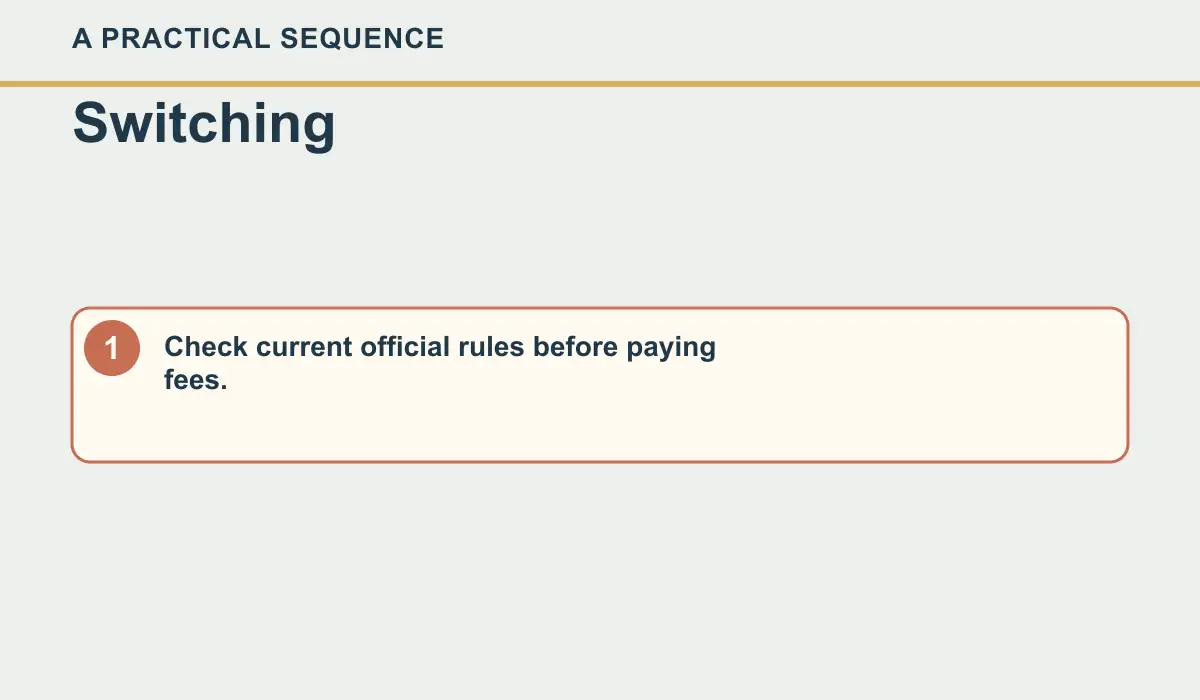 A PRACTICAL SEQUENCE
Switching
1
Check current official rules before paying
fees.